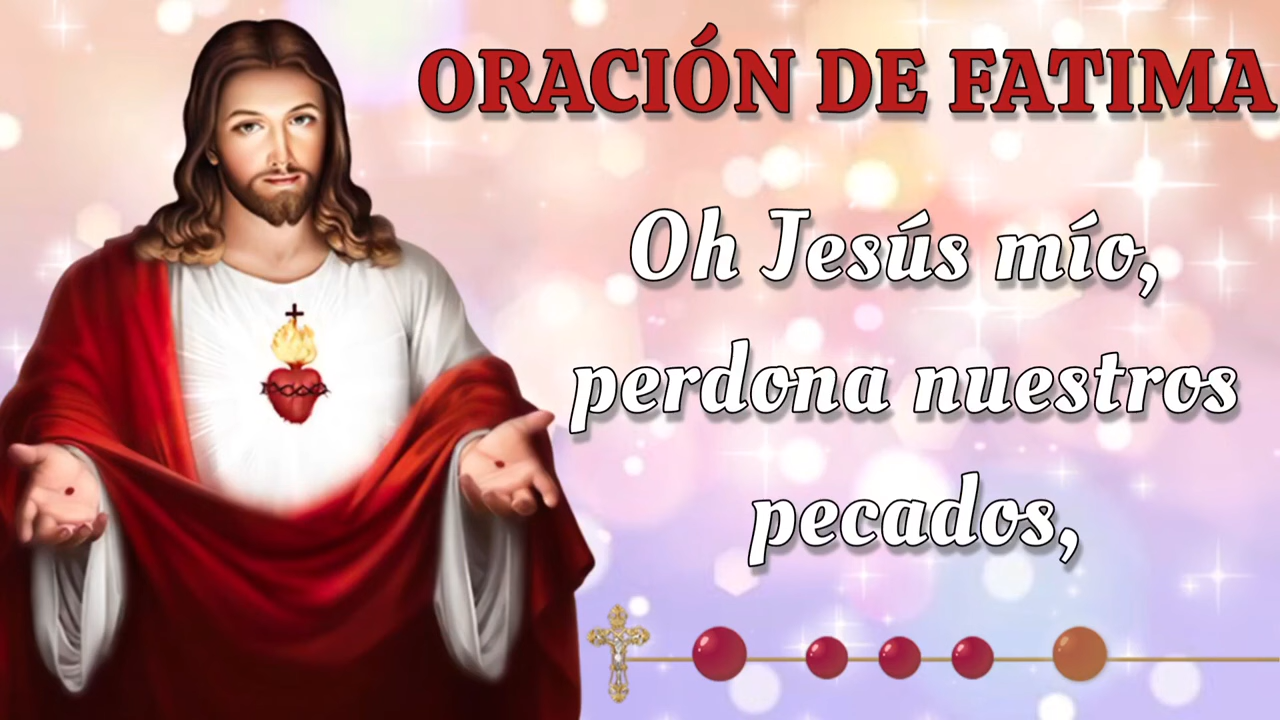 ORACIÓN DE FATIMA
Oh Jesús mío,
perdona nuestros
pecados,